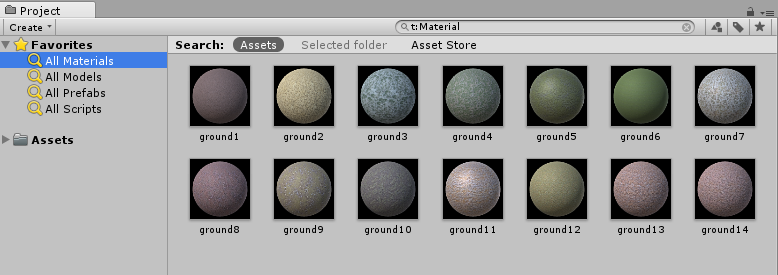 Project
Create
t:Material
Favorites
Search: Assets Selected folder Asset Store
All Materials
All Models
All Prefabs
All Scripts
Assets
ground1 ground2 ground3 ground4 ground5 ground6 ground7
ground8 ground9 ground10 ground11 ground12 ground13 ground14